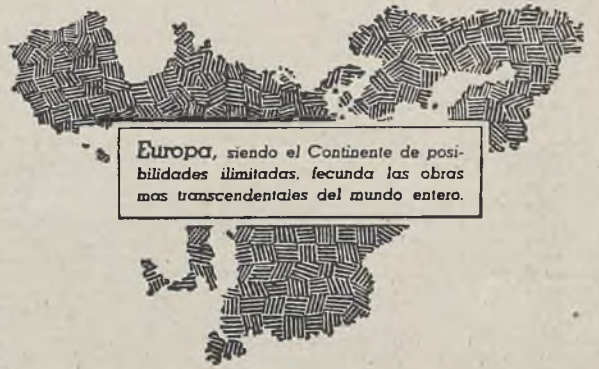 Europa, siendo el Continente de posi-
bilidades ilimitadas, fecunda las obras
mas transcendentales del mundo entero.